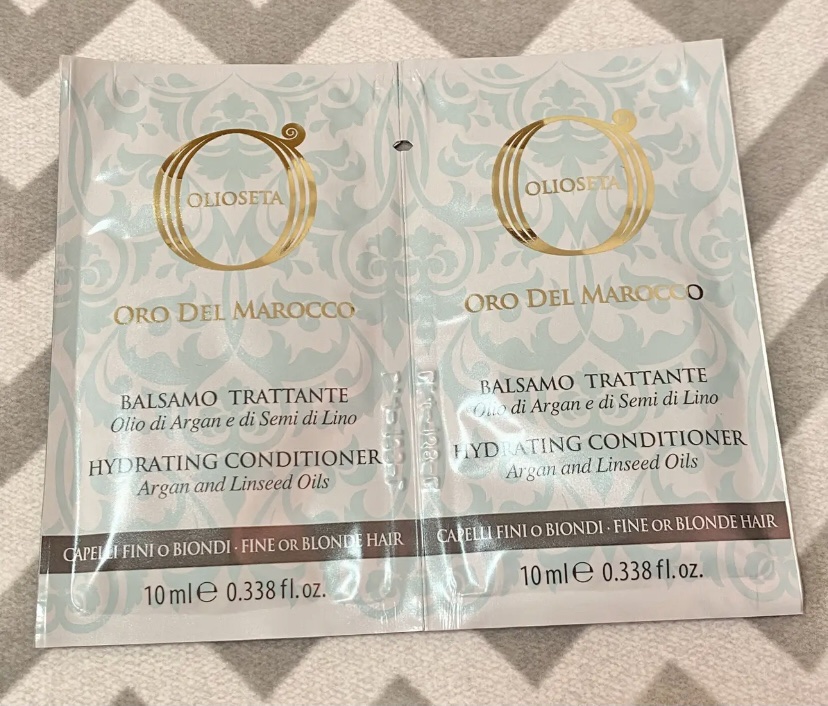 OLIOSETA
ORO DEL MAROCCO
BALSAMO TRATTANTE
Olio di Argan e di Semi di Lino
HYDRATING CONDITIONER
Argan and Linseed Oils
CAPELLI FINI O BIONDI · FINE OR BLONDE HAIR
10 ml ℮ 0.338 fl. oz.
OLIOSETA
ORO DEL MAROCCO
BALSAMO TRATTANTE
Olio di Argan e di Semi di Lino
HYDRATING CONDITIONER
Argan and Linseed Oils
CAPELLI FINI O BIONDI · FINE OR BLONDE HAIR
10 ml ℮ 0.338 fl. oz.